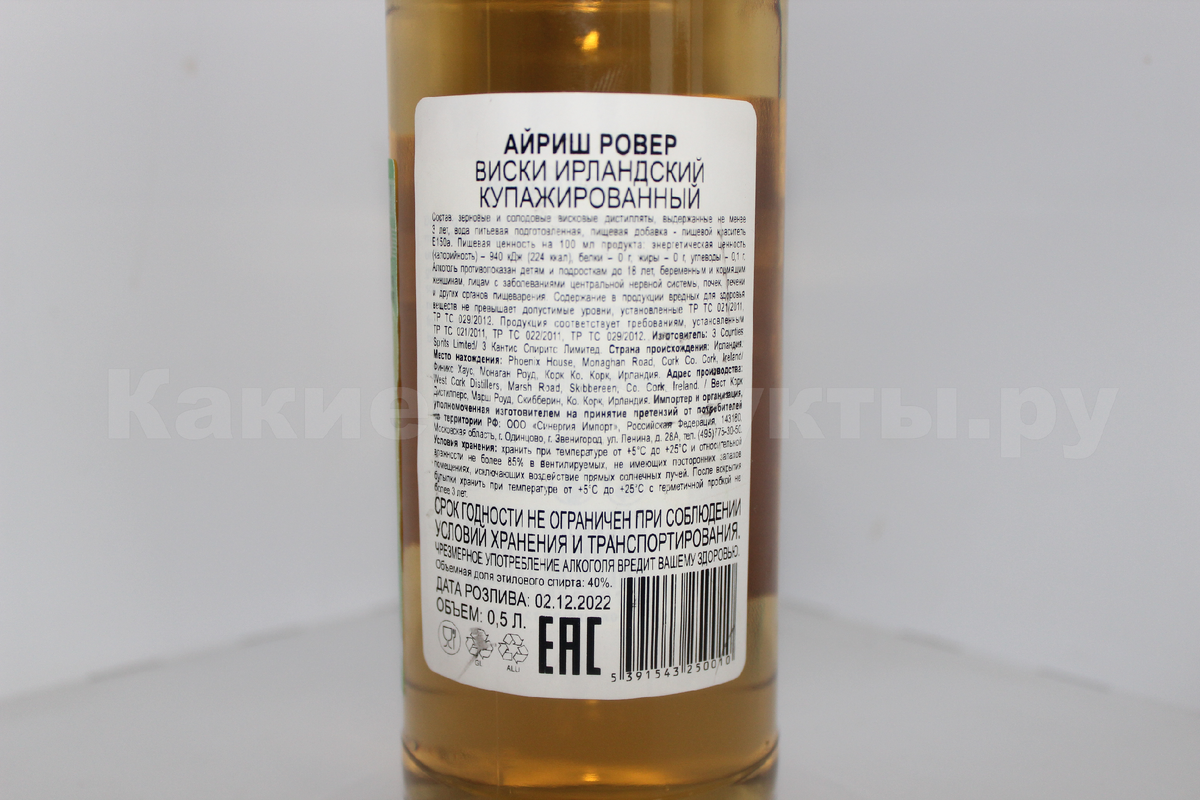 АЙРИШ РОВЕР
ВИСКИ ИРЛАНДСКИЙ
КУПАЖИРОВАННЫЙ
Состав: зерновые и солодовые висковые дистилляты, выдержанные не менее
3 лет, вода питьевая подготовленная, пищевая добавка - пищевой краситель
Е150а. Пищевая ценность на 100 мл продукта: энергетическая ценность
(калорийность) – 940 кДж (224 ккал), белки – 0 г, жиры – 0 г, углеводы – 0,1 г.
Алкоголь противопоказан детям и подросткам до 18 лет, беременным и кормящим
женщинам, лицам с заболеваниями центральной нервной системы, почек, печени
и других органов пищеварения. Содержание в продукции вредных для здоровья
веществ не превышает допустимые уровни, установленные ТР ТС 021/2011,
ТР ТС 029/2012. Продукция соответствует требованиям, установленным
ТР ТС 021/2011, ТР ТС 022/2011, ТР ТС 029/2012. Изготовитель: 3 Counties
Spirits Limited/ 3 Кантис Спиритс Лимитед. Страна происхождения: Ирландия.
Место нахождения: Phoenix House, Monaghan Road, Cork Co. Cork, Ireland/
Финикс Хаус, Монаган Роуд, Корк Ко. Корк, Ирландия. Адрес производства:
West Cork Distillers, Marsh Road, Skibbereen, Co. Cork, Ireland. / Вест Корк
Дистиллерс, Марш Роуд, Скибберин, Ко. Корк, Ирландия. Импортер и организация,
уполномоченная изготовителем на принятие претензий от потребителей
на территории РФ: ООО «Синергия Импорт», Российская Федерация, 143180,
Московская область, г. Одинцово, г. Звенигород, ул. Ленина, д. 28А, тел. (495)775-30-50.
Условия хранения: хранить при температуре от +5°С до +25°С и относительной
влажности не более 85% в вентилируемых, не имеющих посторонних запахов
помещениях, исключающих воздействие прямых солнечных лучей. После вскрытия
бутылки хранить при температуре от +5°С до +25°С с герметичной пробкой не
более 3 лет.
СРОК ГОДНОСТИ НЕ ОГРАНИЧЕН ПРИ СОБЛЮДЕНИИ
УСЛОВИЙ ХРАНЕНИЯ И ТРАНСПОРТИРОВАНИЯ.
ЧРЕЗМЕРНОЕ УПОТРЕБЛЕНИЕ АЛКОГОЛЯ ВРЕДИТ ВАШЕМУ ЗДОРОВЬЮ.
Объемная доля этилового спирта: 40%.
ДАТА РОЗЛИВА: 02.12.2022
ОБЪЕМ: 0,5 Л.
EAC
GL
ALU
5 391543 250010